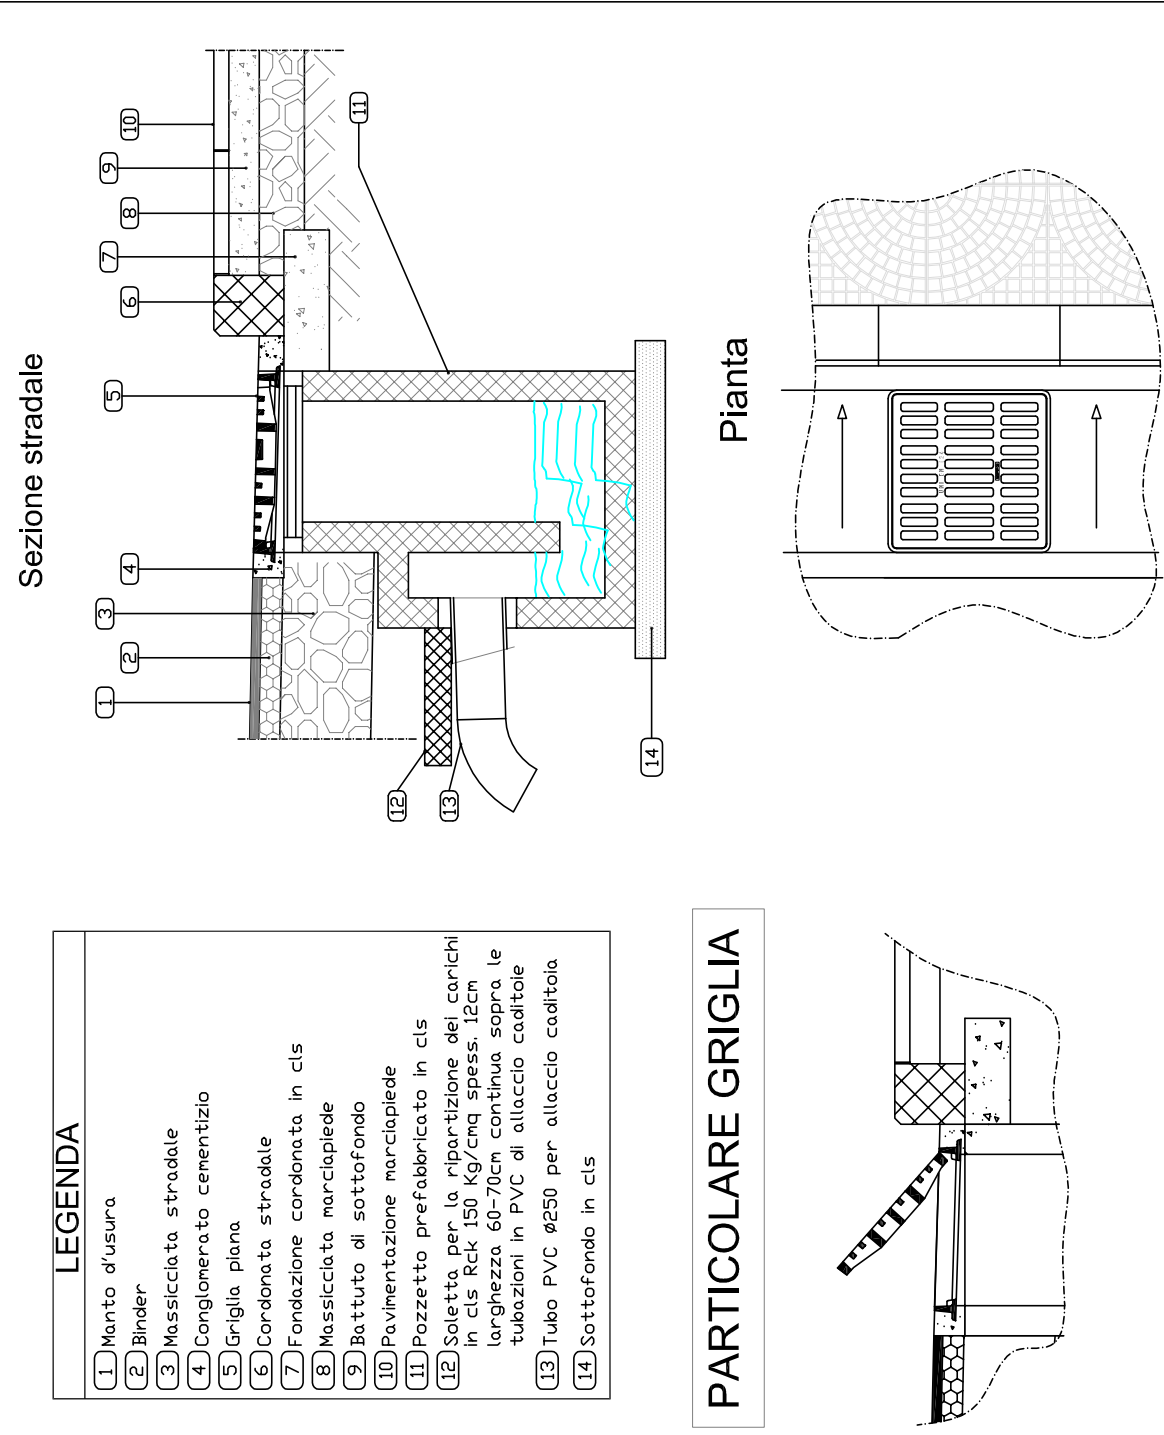 Sezione stradale
1
2
3
4
5
6
7
8
9
10
11
12
13
14
Pianta
LEGENDA
1 Manto d'usura
2 Binder
3 Massicciata stradale
4 Conglomerato cementizio
5 Griglia piana
6 Cordonata stradale
7 Fondazione cordonata in cls
8 Massicciata marciapiede
9 Battuto di sottofondo
10 Pavimentazione marciapiede
11 Pozzetto prefabbricato in cls
12 Soletta per la ripartizione dei carichi
in cls Rck 150 Kg/cmq spess. 12cm
larghezza 60-70cm continua sopra le
tubazioni in PVC di allaccio caditoie
13 Tubo PVC Ø250 per allaccio caditoia
14 Sottofondo in cls
PARTICOLARE GRIGLIA